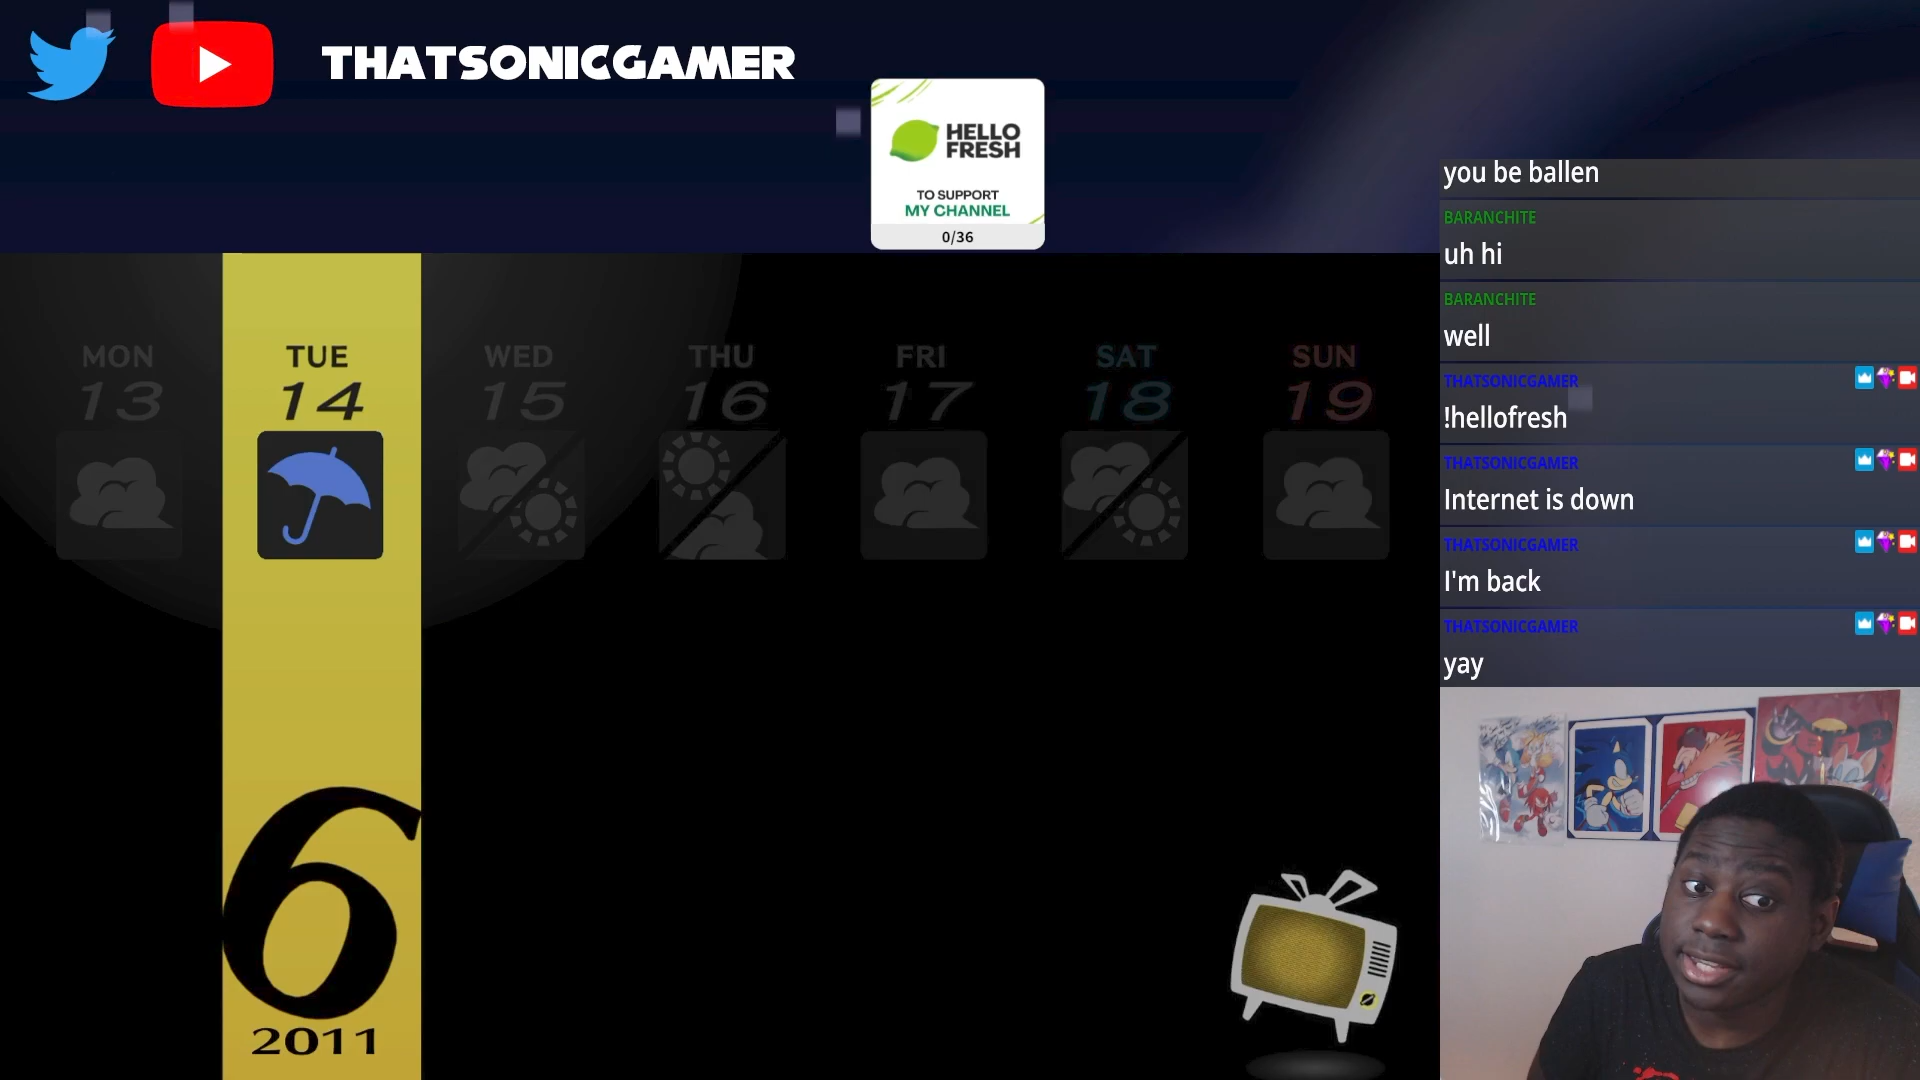 THATSONICGAMER
HELLO
FRESH
TO SUPPORT
MY CHANNEL
0/36
MON
13
TUE
14
WED
15
THU
16
FRI
17
SAT
18
SUN
19
6
2011
you be ballen
BARANCHITE
uh hi
BARANCHITE
well
THATSONICGAMER
!hellofresh
THATSONICGAMER
Internet is down
THATSONICGAMER
I'm back
THATSONICGAMER
yay